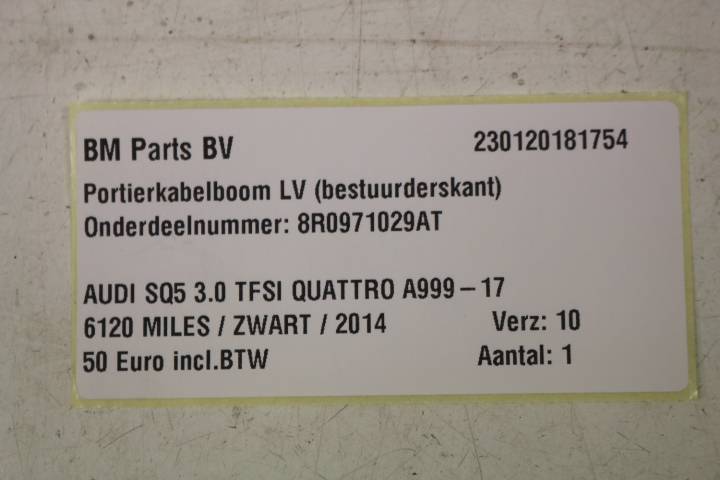 BM Parts BV 230120181754
Portierkabelboom LV (bestuurderskant)
Onderdeelnummer: 8R0971029AT
AUDI SQ5 3.0 TFSI QUATTRO A999 – 17
6120 MILES / ZWART / 2014 Verz: 10
50 Euro incl.BTW Aantal: 1